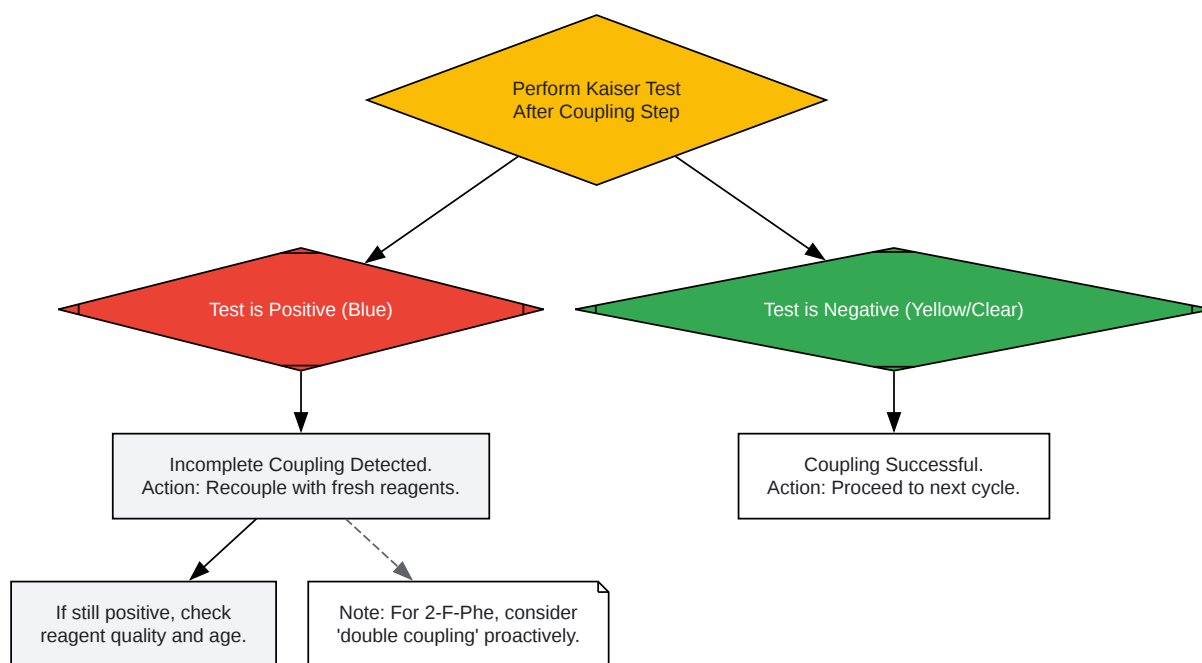 Perform Kaiser Test
After Coupling Step
Test is Positive (Blue)
Test is Negative (Yellow/Clear)
Incomplete Coupling Detected.
Action: Recouple with fresh reagents.
Coupling Successful.
Action: Proceed to next cycle.
If still positive, check
reagent quality and age.
Note: For 2-F-Phe, consider
'double coupling' proactively.